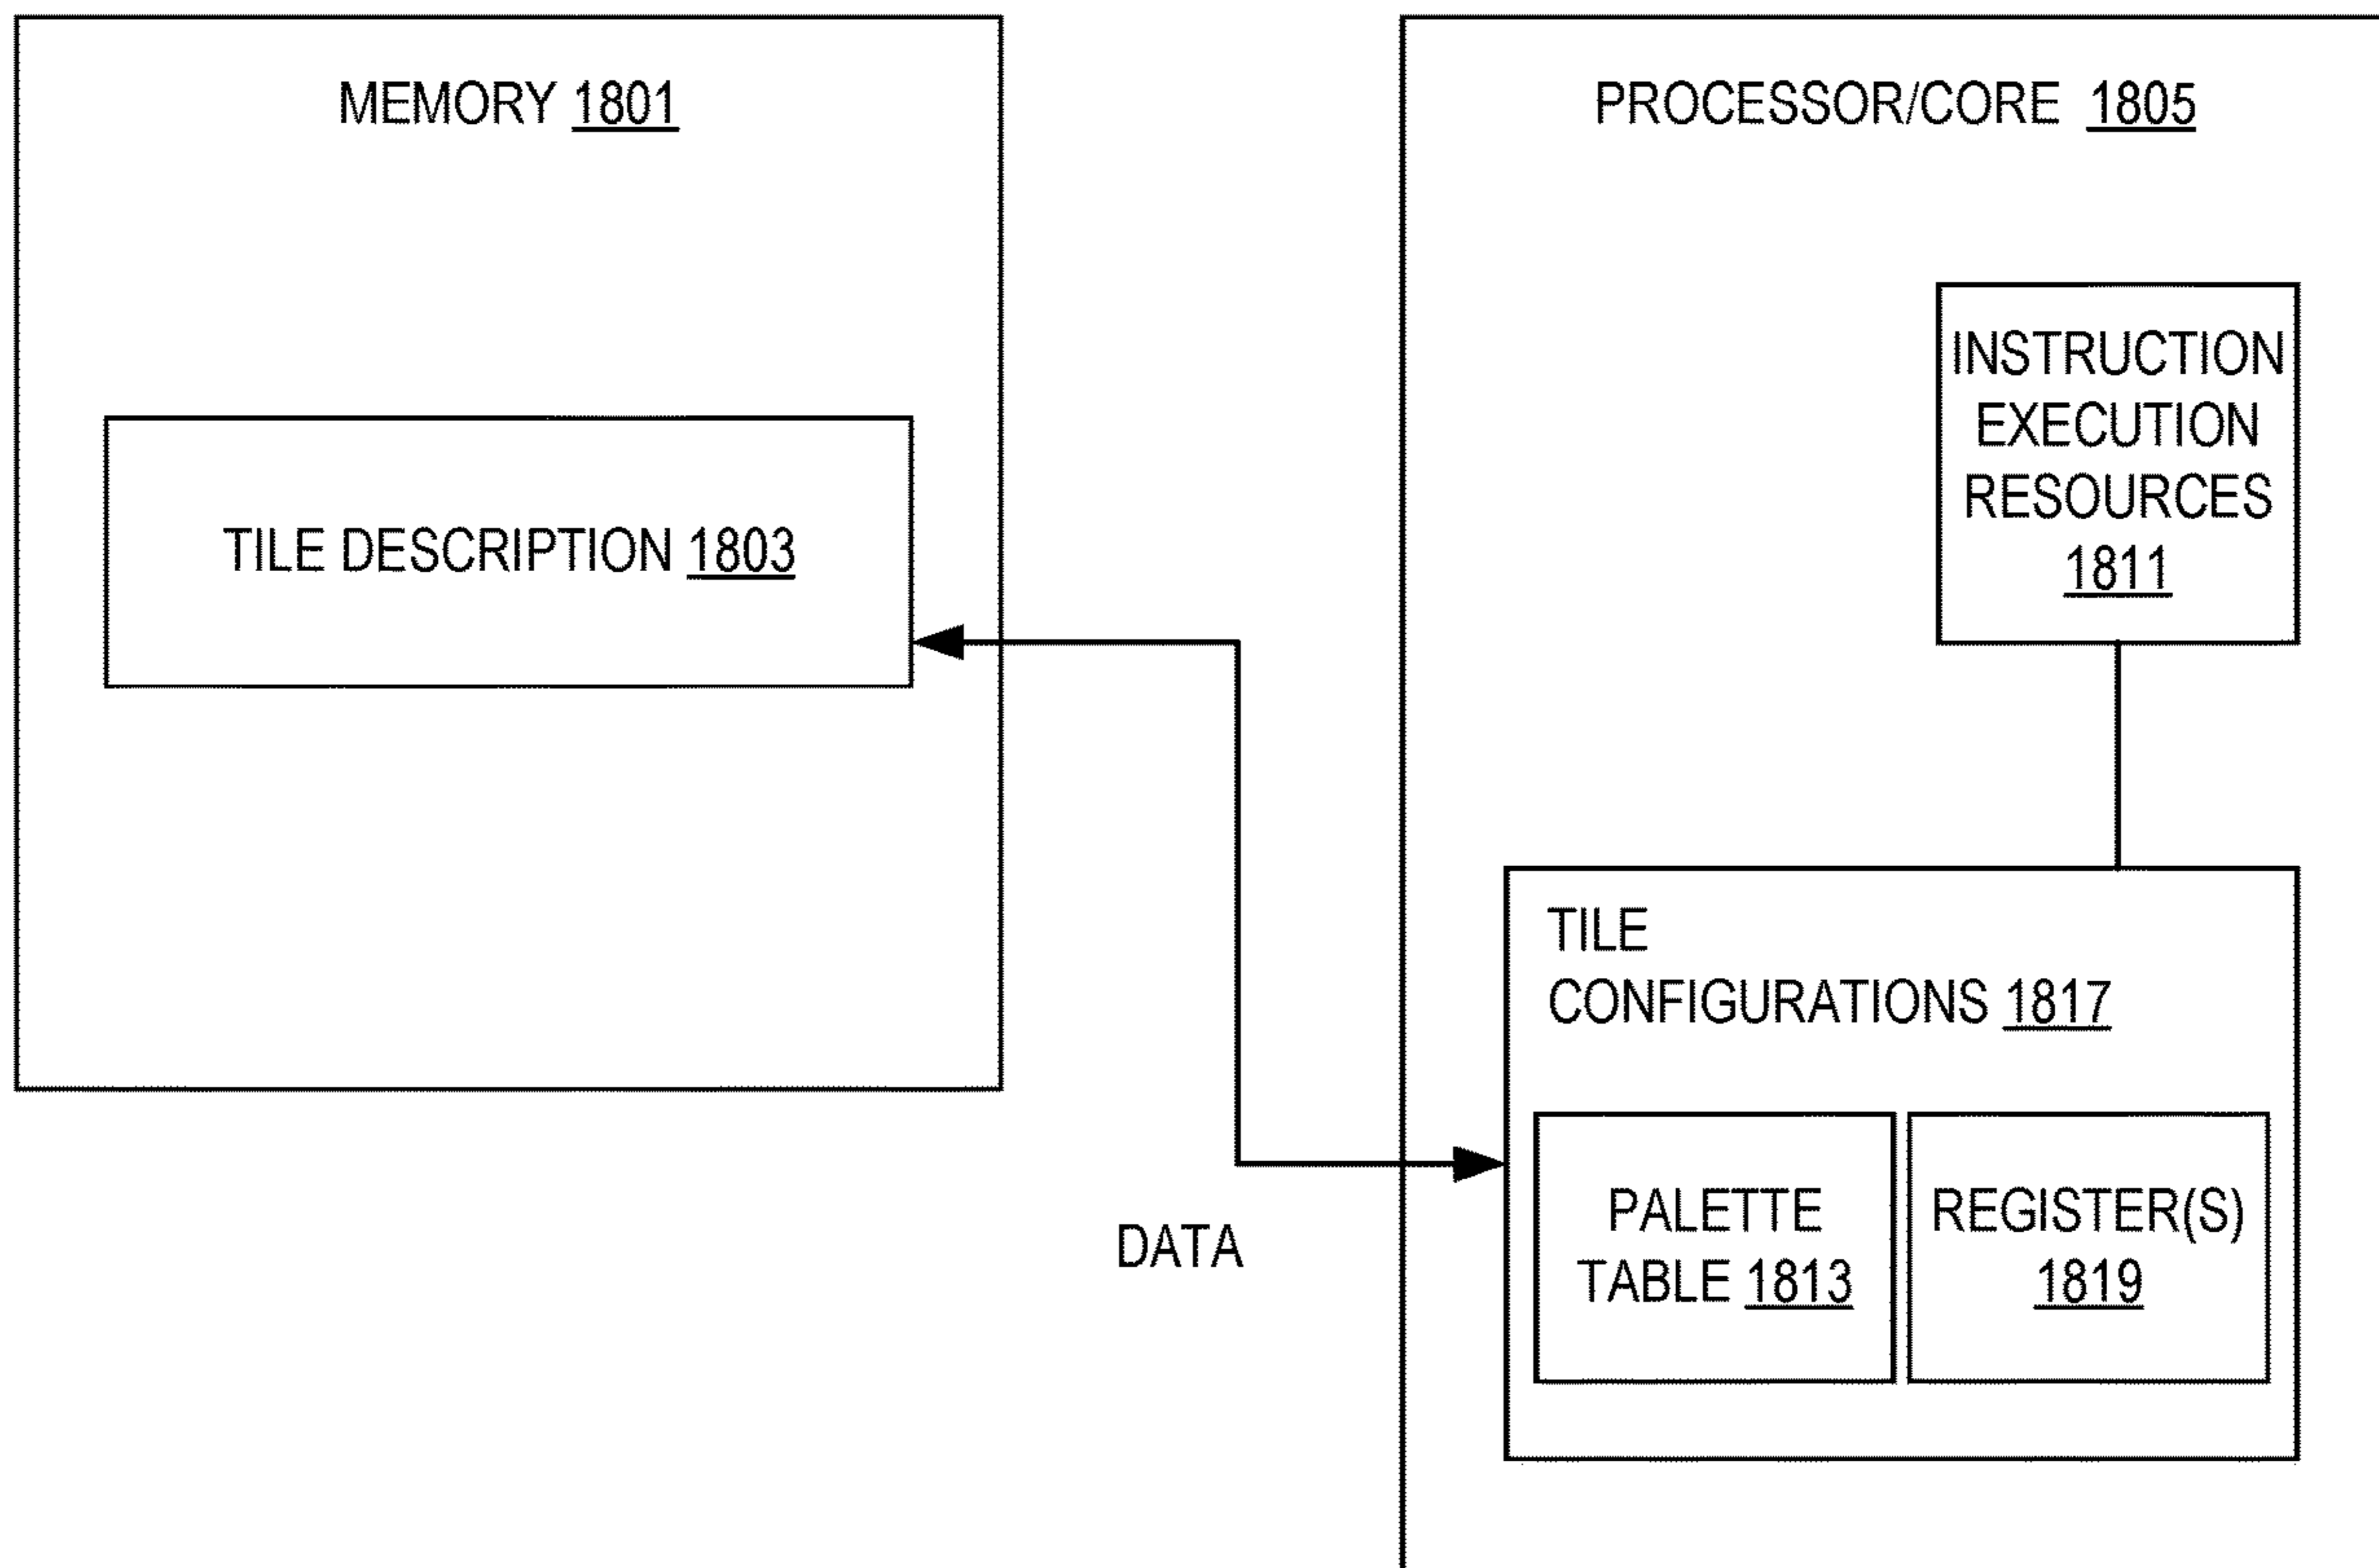 MEMORY 1801
TILE DESCRIPTION 1803
PROCESSOR/CORE 1805
INSTRUCTION
EXECUTION
RESOURCES
1811
TILE
CONFIGURATIONS 1817
PALETTE
TABLE 1813
REGISTER(S)
1819
DATA